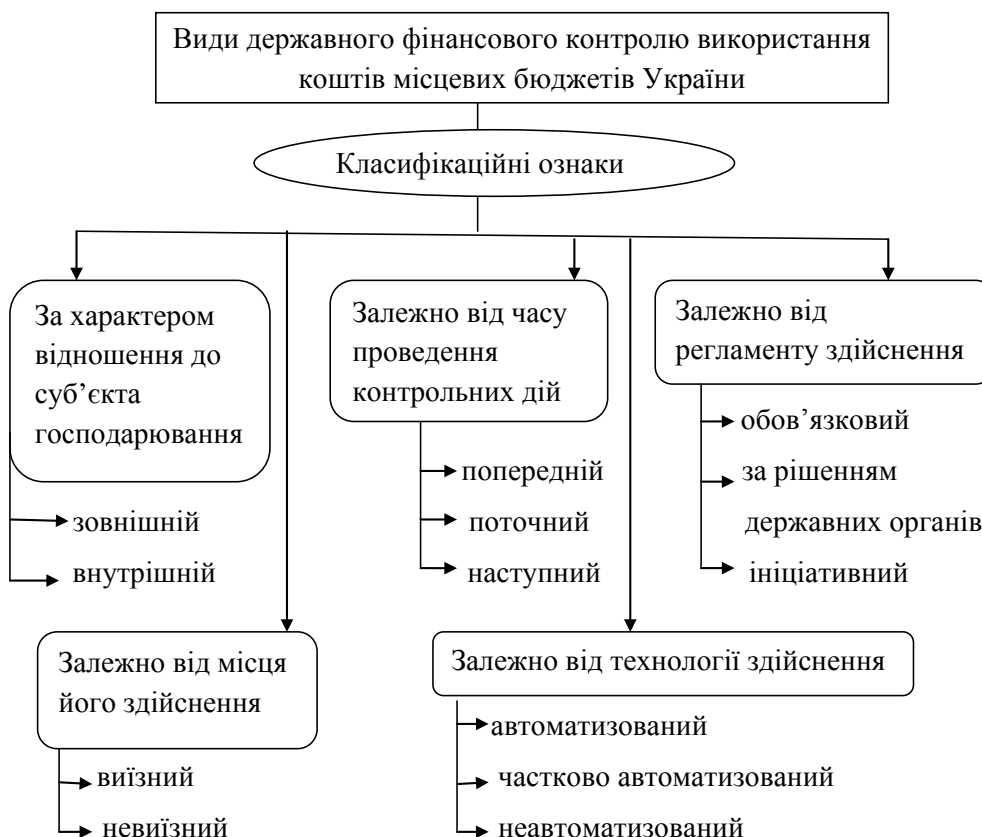 Види державного фінансового контролю використання
коштів місцевих бюджетів України
Класифікаційні ознаки
За характером
відношення до
суб’єкта
господарювання
зовнішній
внутрішній
Залежно від часу
проведення
контрольних дій
попередній
поточний
наступний
Залежно від
регламенту здійснення
обов’язковий
за рішенням
державних органів
ініціативний
Залежно від місця
його здійснення
виїзний
невиїзний
Залежно від технології здійснення
автоматизований
частково автоматизований
неавтоматизований